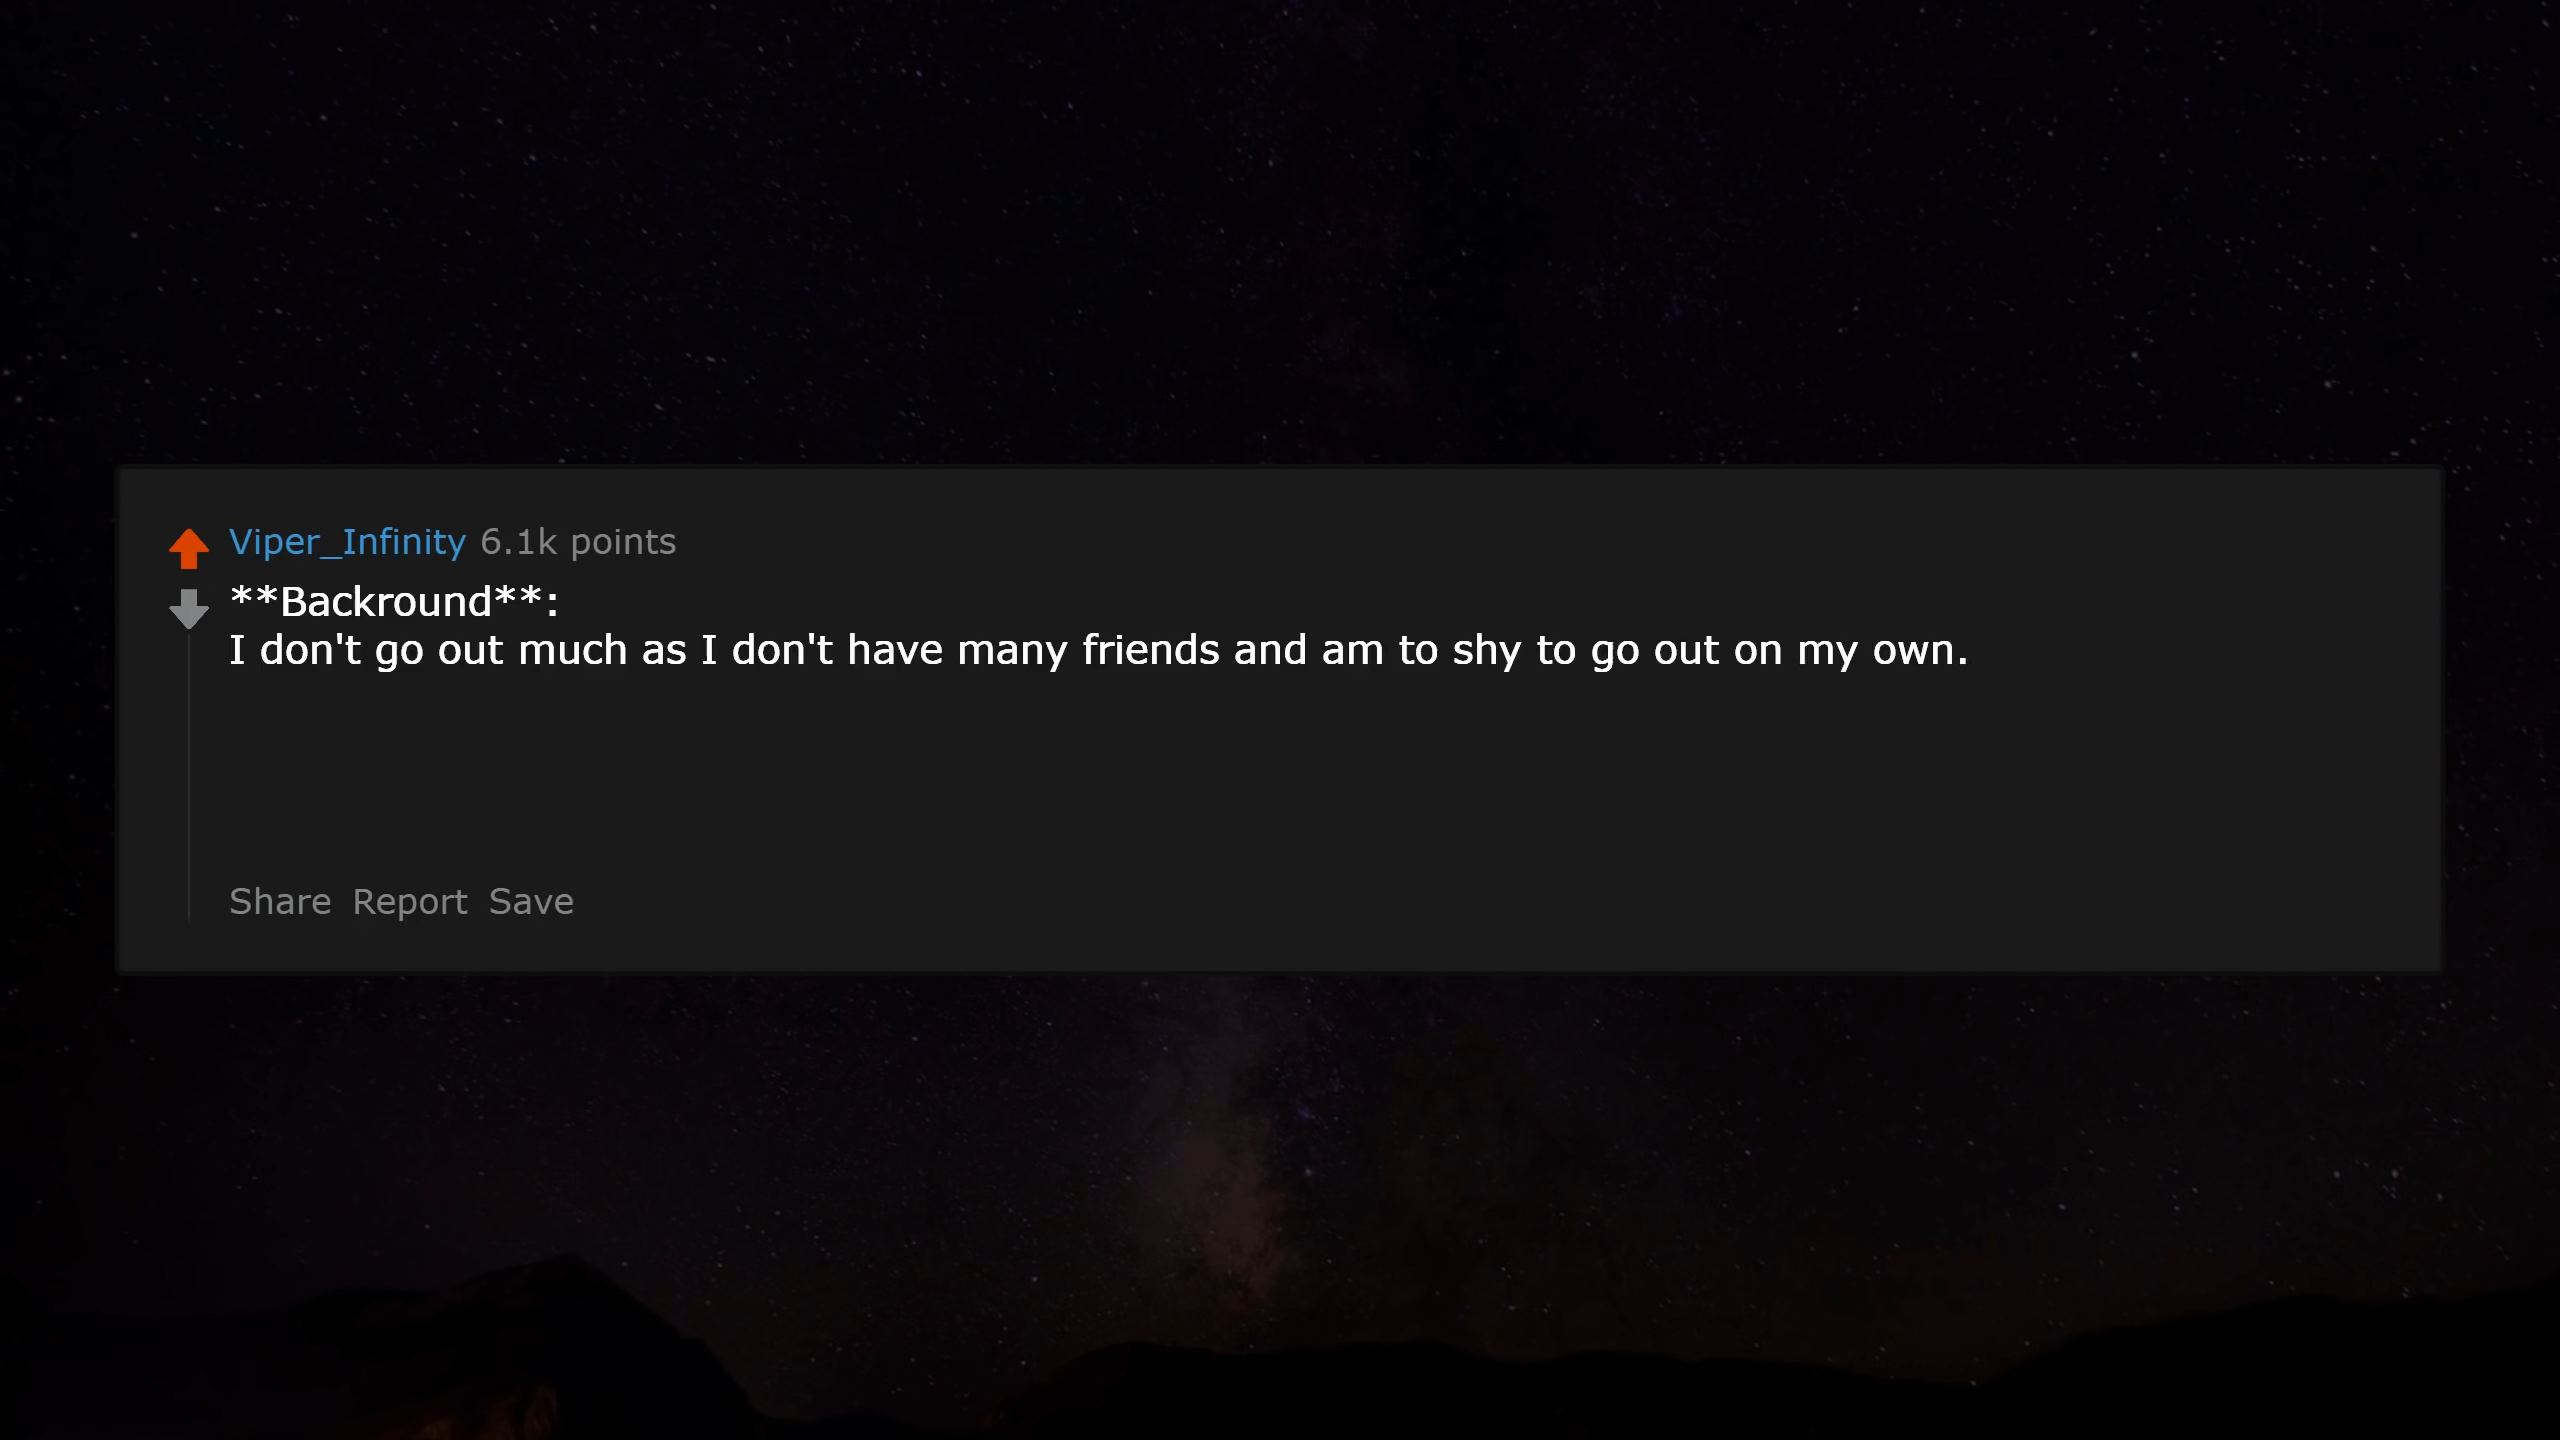 Viper_Infinity 6.1k points
**Backround**:
I don't go out much as I don't have many friends and am to shy to go out on my own.
Share Report Save